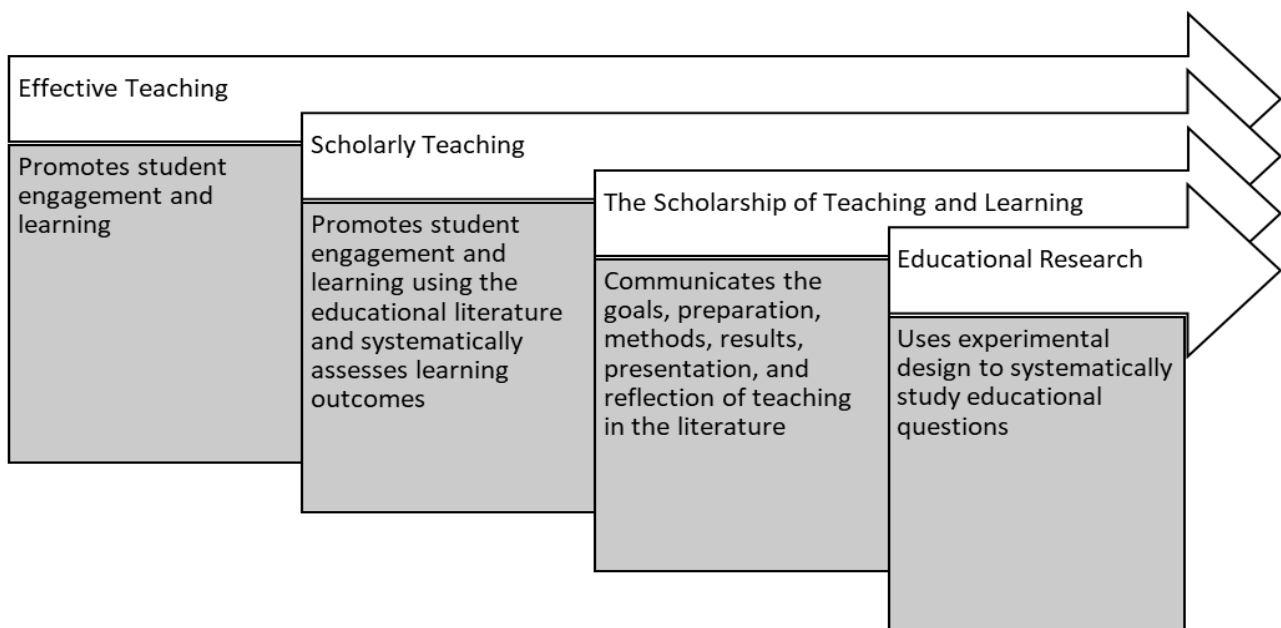 Effective Teaching
Promotes student
engagement and
learning
Scholarly Teaching
Promotes student
engagement and
learning using the
educational literature
and systematically
assesses learning
outcomes
The Scholarship of Teaching and Learning
Communicates the
goals, preparation,
methods, results,
presentation, and
reflection of teaching
in the literature
Educational Research
Uses experimental
design to systematically
study educational
questions